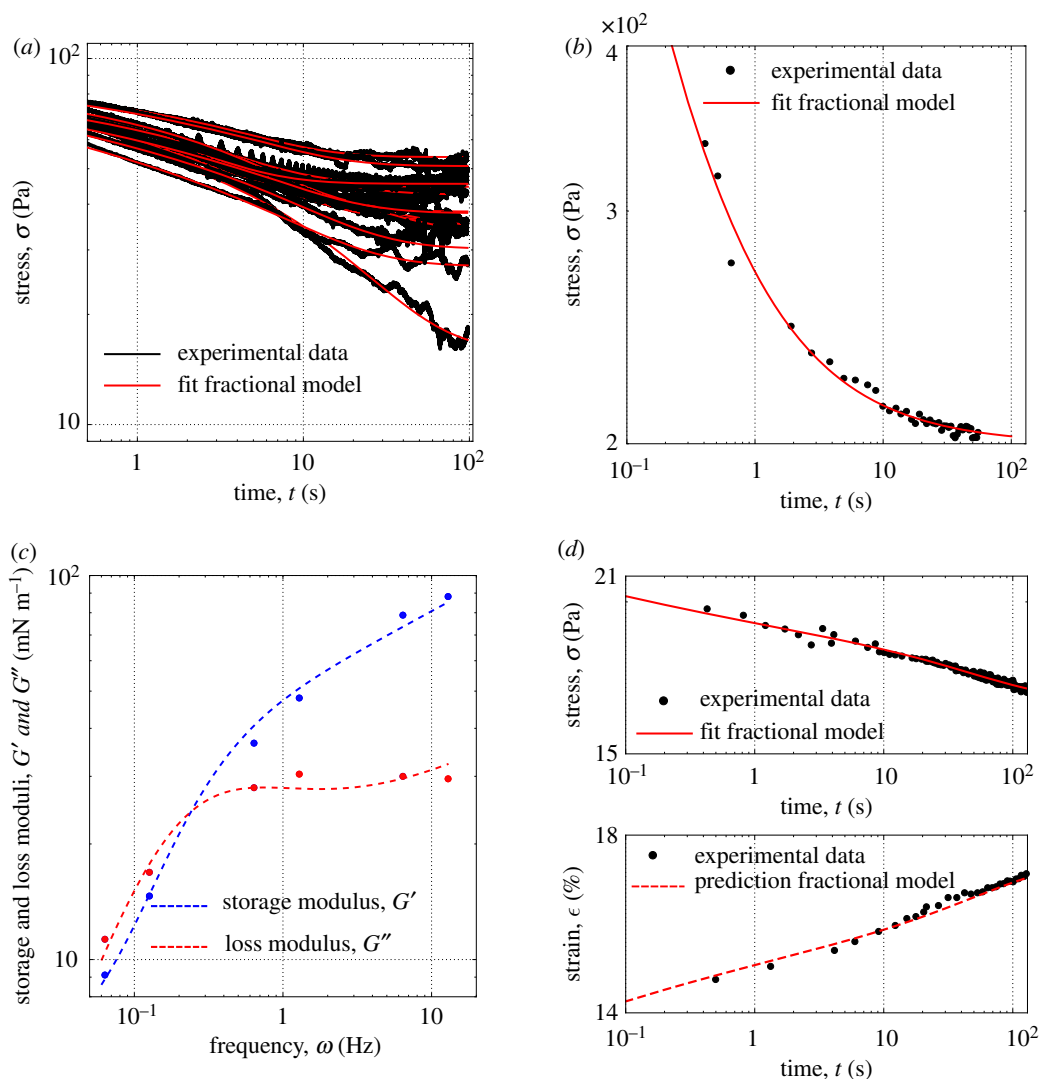 (a)
10²
10
stress, σ (Pa)
experimental data
fit fractional model
1
10
10²
time, t (s)
(b)
×10²
4
3
2
stress, σ (Pa)
experimental data
fit fractional model
10⁻¹
1
10
10²
time, t (s)
(c)
10²
10
storage and loss moduli, G′ and G″ (mN m⁻¹)
storage modulus, G′
loss modulus, G″
10⁻¹
1
10
frequency, ω (Hz)
(d)
21
15
stress, σ (Pa)
experimental data
fit fractional model
10⁻¹
1
10
10²
time, t (s)
18
16
14
strain, ϵ (%)
experimental data
prediction fractional model
10⁻¹
1
10
10²
time, t (s)